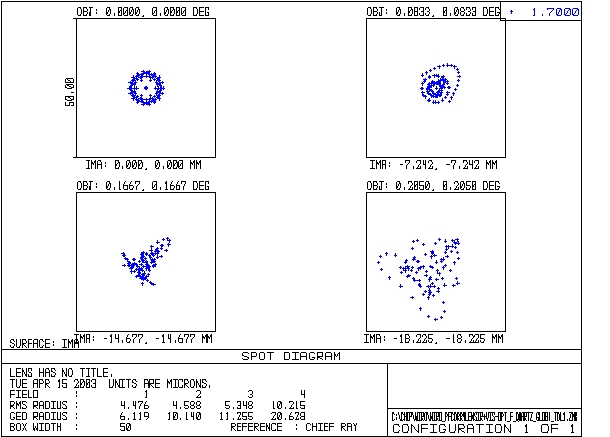 OBJ: 0.0000, 0.0000 DEG
OBJ: 0.0833, 0.0833 DEG
+ 1.7000
50.00
IMA: 0.000, 0.000 MM
IMA: -7.242, -7.242 MM
OBJ: 0.1667, 0.1667 DEG
OBJ: 0.2050, 0.2050 DEG
IMA: -14.677, -14.677 MM
IMA: -18.225, -18.225 MM
SURFACE: IMA
SPOT DIAGRAM
LENS HAS NO TITLE.
TUE APR 15 2003 UNITS ARE MICRONS.
FIELD : 1 2 3 4
RMS RADIUS : 4.476 4.588 5.348 10.215
GEO RADIUS : 6.119 10.140 11.255 20.628
BOX WIDTH : 50 REFERENCE : CHIEF RAY
CONFIGURATION 1 OF 1